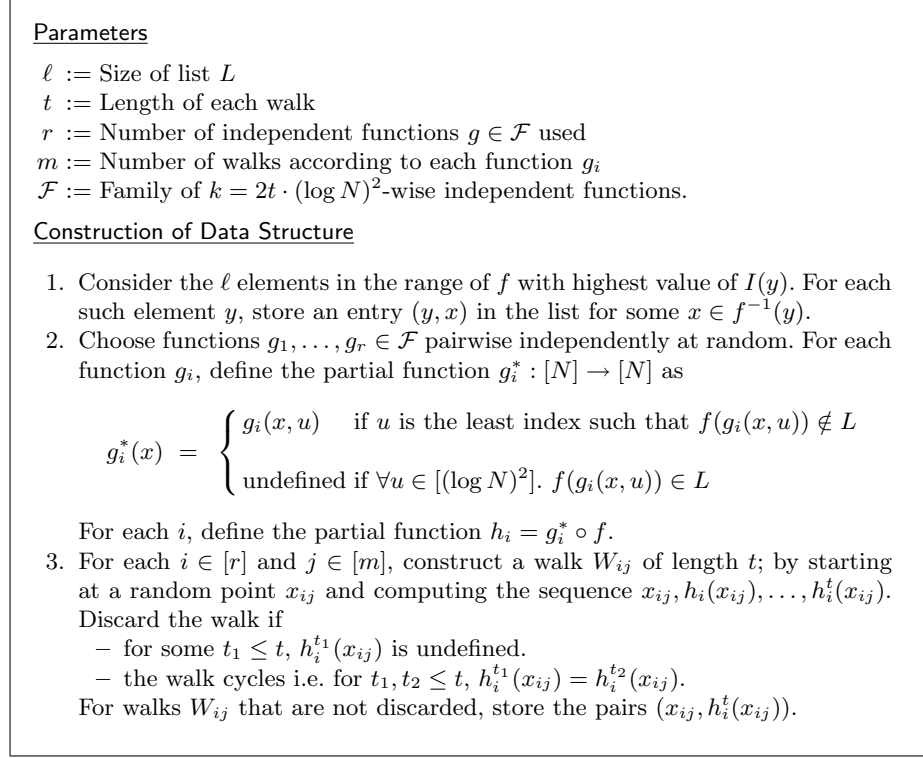 Parameters
ℓ := Size of list L
t := Length of each walk
r := Number of independent functions g ∈ 𝓕 used
m := Number of walks according to each function gᵢ
𝓕 := Family of k = 2t · (log N)²-wise independent functions.
Construction of Data Structure
1. Consider the ℓ elements in the range of f with highest value of I(y). For each
such element y, store an entry (y, x) in the list for some x ∈ f⁻¹(y).
2. Choose functions g₁, . . . , gᵣ ∈ 𝓕 pairwise independently at random. For each
function gᵢ, define the partial function gᵢ* : [N] → [N] as
gᵢ*(x) = { gᵢ(x, u) if u is the least index such that f(gᵢ(x, u)) ∉ L
undefined if ∀u ∈ [(log N)²]. f(gᵢ(x, u)) ∈ L
For each i, define the partial function hᵢ = gᵢ* ∘ f.
3. For each i ∈ [r] and j ∈ [m], construct a walk Wᵢⱼ of length t; by starting
at a random point xᵢⱼ and computing the sequence xᵢⱼ, hᵢ(xᵢⱼ), . . . , hᵢᵗ(xᵢⱼ).
Discard the walk if
– for some t₁ ≤ t, hᵢ^{t₁}(xᵢⱼ) is undefined.
– the walk cycles i.e. for t₁, t₂ ≤ t, hᵢ^{t₁}(xᵢⱼ) = hᵢ^{t₂}(xᵢⱼ).
For walks Wᵢⱼ that are not discarded, store the pairs (xᵢⱼ, hᵢᵗ(xᵢⱼ)).